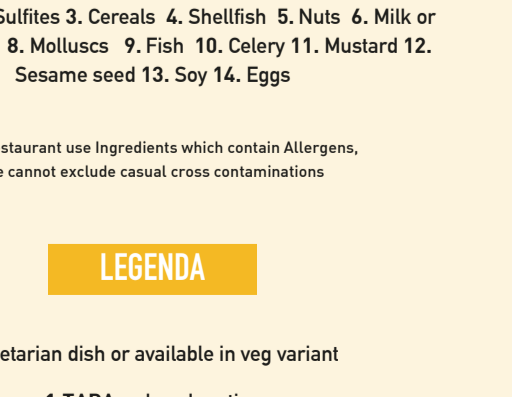 Sulfites 3. Cereals 4. Shellfish 5. Nuts 6. Milk or
8. Molluscs 9. Fish 10. Celery 11. Mustard 12.
Sesame seed 13. Soy 14. Eggs
staurant use Ingredients which contain Allergens,
e cannot exclude casual cross contaminations
LEGENDA
etarian dish or available in veg variant